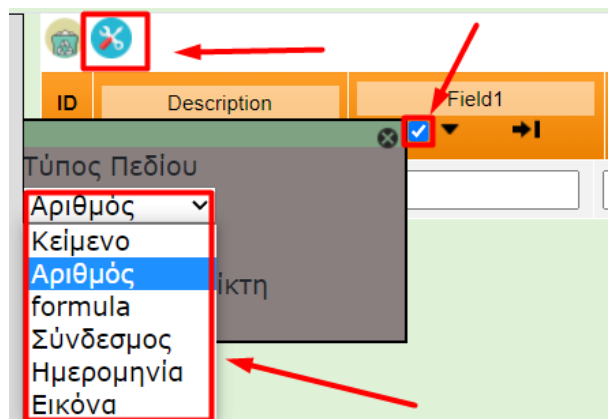 ID Description Field1
Τύπος Πεδίου
Αριθμός
Κείμενο
Αριθμός
formula
Σύνδεσμος
Ημερομηνία
Εικόνα